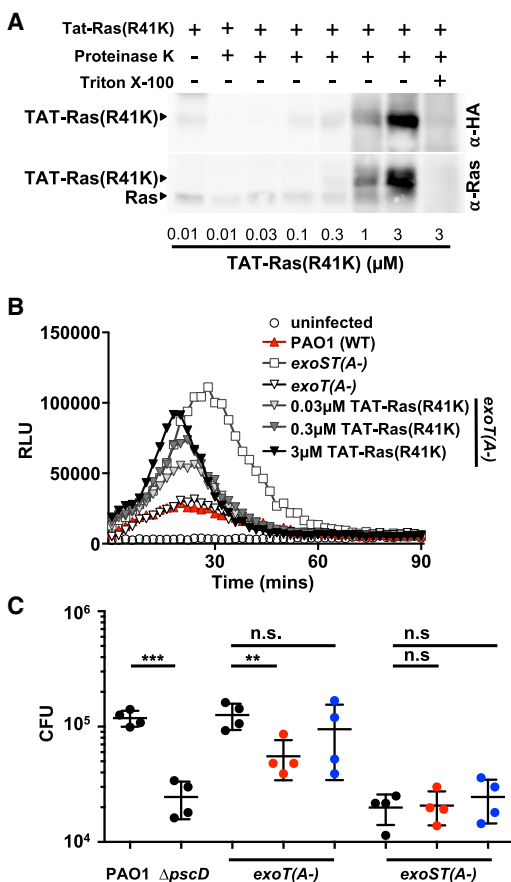 A
Tat-Ras(R41K) + + + + + + + +
Proteinase K - + + + + + + +
Triton X-100 - - - - - - - +
TAT-Ras(R41K)
α-HA
TAT-Ras(R41K)
Ras
α-Ras
0.01 0.01 0.03 0.1 0.3 1 3 3
TAT-Ras(R41K) (µM)
B
150000
100000
50000
0
RLU
30 60 90
Time (mins)
uninfected
PAO1 (WT)
exoST(A-)
exoT(A-)
0.03µM TAT-Ras(R41K)
0.3µM TAT-Ras(R41K)
3µM TAT-Ras(R41K)
exoT(A-)
C
10^6
10^5
10^4
CFU
***
n.s.
**
n.s
n.s
PAO1 ΔpscD exoT(A-) exoST(A-)